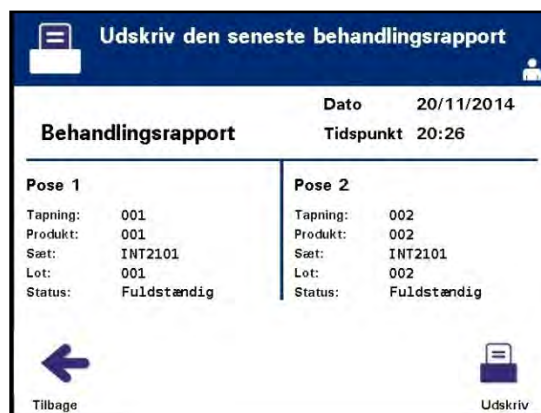 Udskriv den seneste behandlingsrapport
Dato 20/11/2014
Behandlingsrapport
Tidspunkt 20:26
Pose 1
Tapning: 001
Produkt: 001
Sæt: INT2101
Lot: 001
Status: Fuldstændig
Pose 2
Tapning: 002
Produkt: 002
Sæt: INT2101
Lot: 002
Status: Fuldstændig
Tilbage
Udskriv